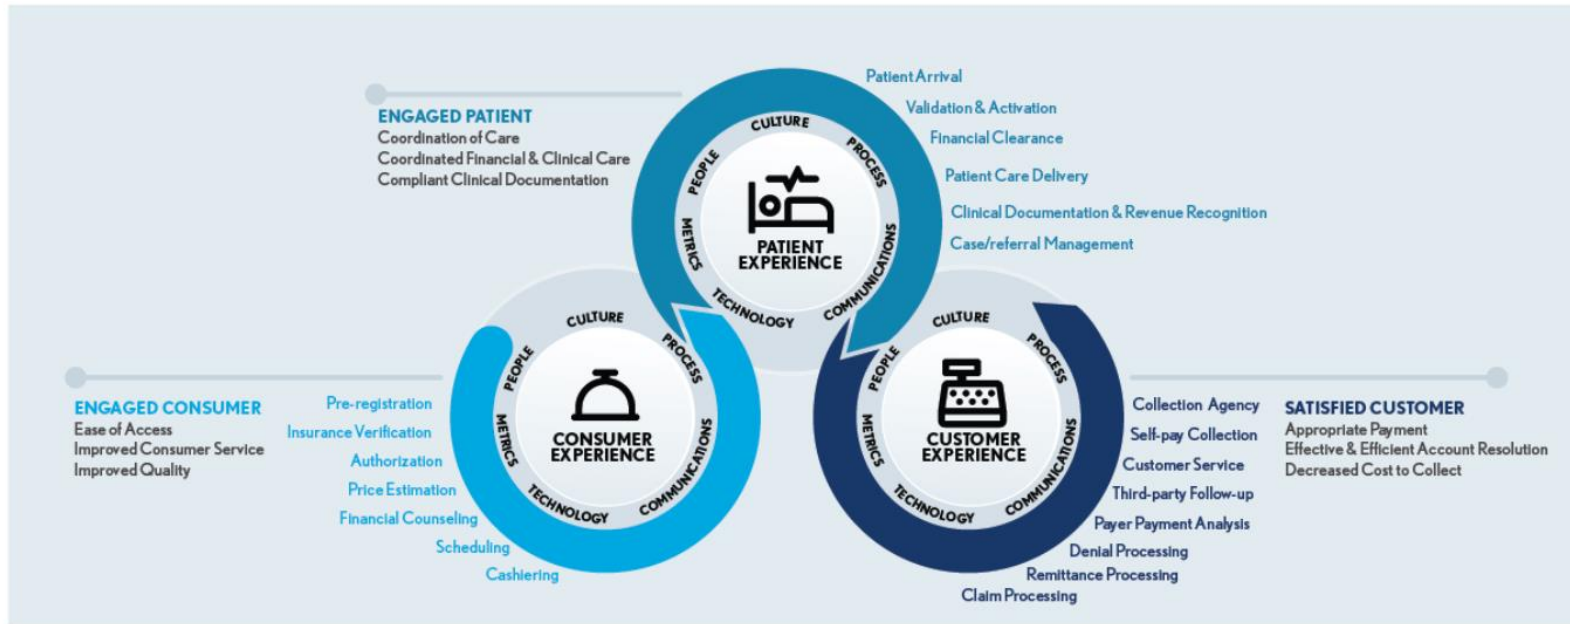 ENGAGED PATIENT
Coordination of Care
Coordinated Financial & Clinical Care
Compliant Clinical Documentation
CULTURE
PROCESS
COMMUNICATIONS
TECHNOLOGY
METRICS
PEOPLE
PATIENT
EXPERIENCE
Patient Arrival
Validation & Activation
Financial Clearance
Patient Care Delivery
Clinical Documentation & Revenue Recognition
Case/referral Management
ENGAGED CONSUMER
Ease of Access
Improved Consumer Service
Improved Quality
Pre-registration
Insurance Verification
Authorization
Price Estimation
Financial Counseling
Scheduling
Cashiering
CULTURE
PROCESS
COMMUNICATIONS
TECHNOLOGY
METRICS
PEOPLE
CONSUMER
EXPERIENCE
CULTURE
PROCESS
COMMUNICATIONS
TECHNOLOGY
METRICS
PEOPLE
CUSTOMER
EXPERIENCE
Collection Agency
Self-pay Collection
Customer Service
Third-party Follow-up
Payer Payment Analysis
Denial Processing
Remittance Processing
Claim Processing
SATISFIED CUSTOMER
Appropriate Payment
Effective & Efficient Account Resolution
Decreased Cost to Collect